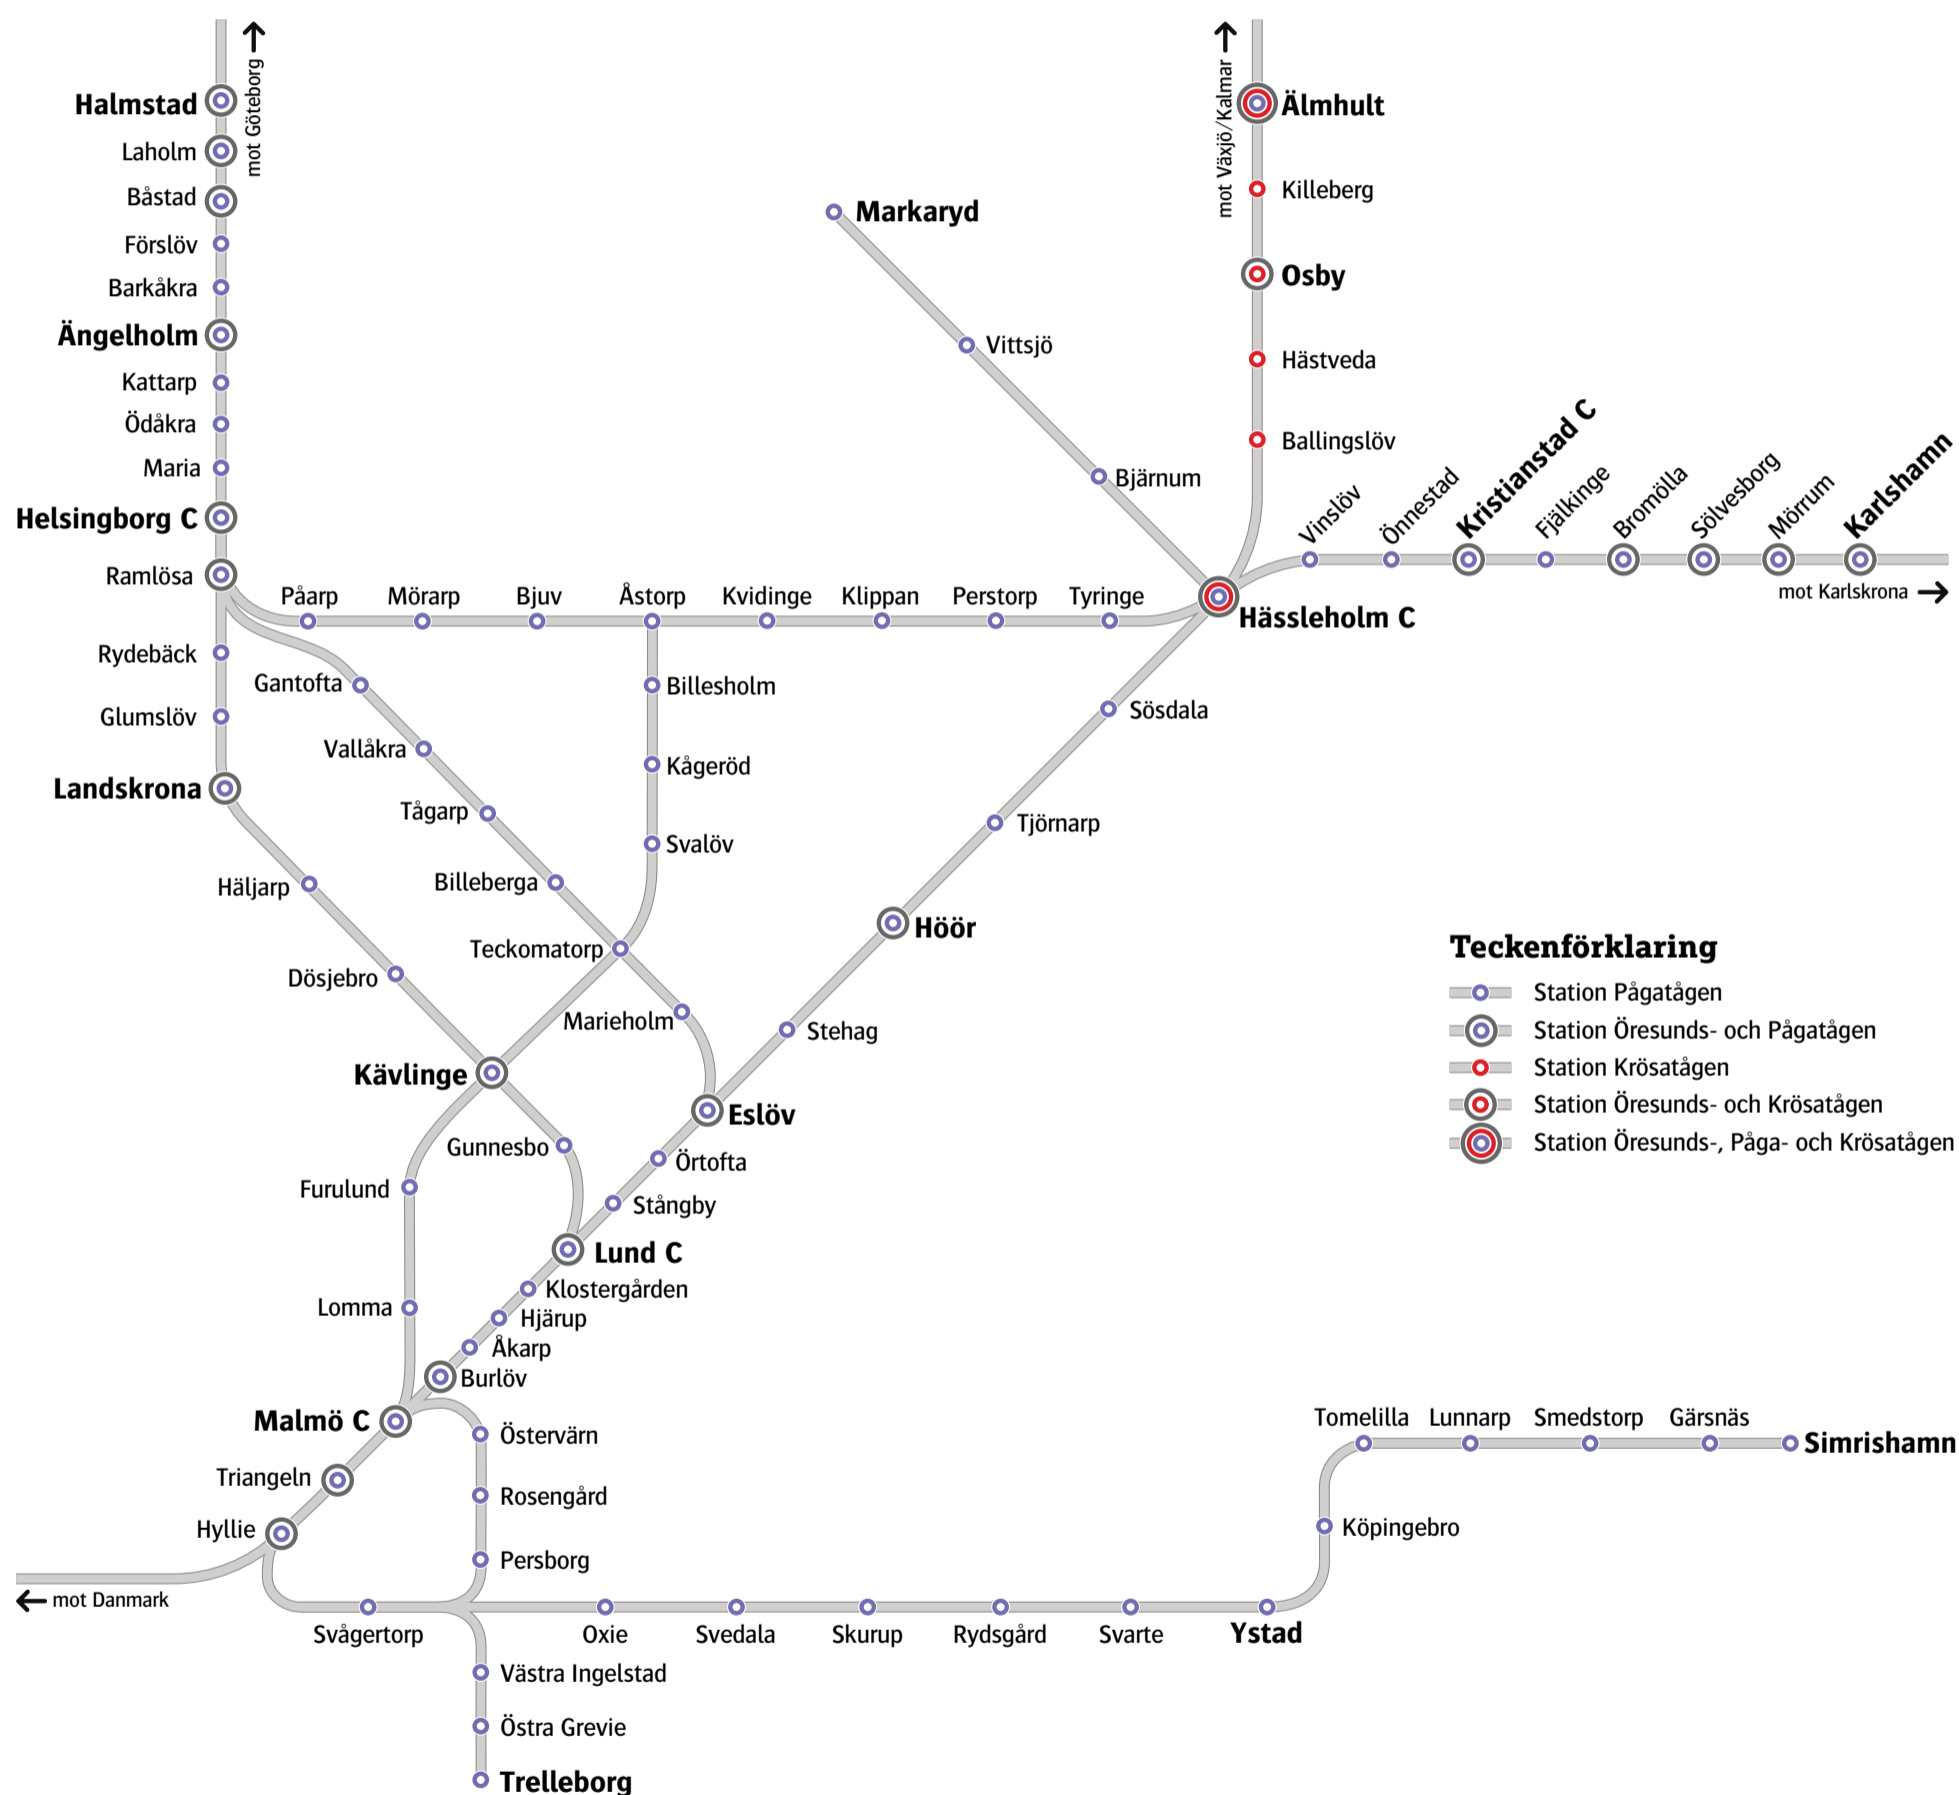 mot Göteborg
Halmstad
Laholm
Båstad
Förslöv
Barkåkra
Ängelholm
Kattarp
Ödåkra
Maria
Helsingborg C
Ramlösa
Rydebäck
Glumslöv
Landskrona
Häljarp
Dösjebro
Kävlinge
Gunnesbo
Furulund
Lomma
Påarp
Mörarp
Bjuv
Åstorp
Kvidinge
Klippan
Perstorp
Tyringe
Gantofta
Vallåkra
Tågarp
Billeberga
Teckomatorp
Marieholm
Billesholm
Kågeröd
Svalöv
Markaryd
Vittsjö
Bjärnum
mot Växjö/Kalmar
Älmhult
Killeberg
Osby
Hästveda
Ballingslöv
Hässleholm C
Vinslöv
Önnestad
Kristianstad C
Fjälkinge
Bromölla
Sölvesborg
Mörrum
Karlshamn
mot Karlskrona
Sösdala
Tjörnarp
Höör
Stehag
Eslöv
Örtofta
Stångby
Lund C
Klostergården
Hjärup
Åkarp
Burlöv
Malmö C
Triangeln
Hyllie
mot Danmark
Östervärn
Rosengård
Persborg
Svågertorp
Oxie
Svedala
Skurup
Rydsgård
Svarte
Ystad
Köpingebro
Tomelilla
Lunnarp
Smedstorp
Gärsnäs
Simrishamn
Västra Ingelstad
Östra Grevie
Trelleborg
Teckenförklaring
Station Pågatågen
Station Öresunds- och Pågatågen
Station Krösatågen
Station Öresunds- och Krösatågen
Station Öresunds-, Påga- och Krösatågen